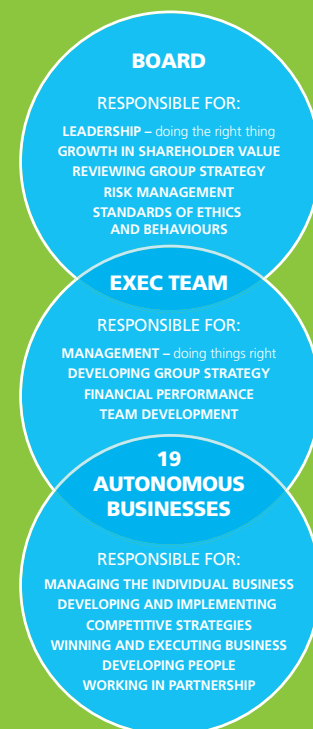 BOARD
RESPONSIBLE FOR:
LEADERSHIP – doing the right thing
GROWTH IN SHAREHOLDER VALUE
REVIEWING GROUP STRATEGY
RISK MANAGEMENT
STANDARDS OF ETHICS
AND BEHAVIOURS
EXEC TEAM
RESPONSIBLE FOR:
MANAGEMENT – doing things right
DEVELOPING GROUP STRATEGY
FINANCIAL PERFORMANCE
TEAM DEVELOPMENT
19
AUTONOMOUS
BUSINESSES
RESPONSIBLE FOR:
MANAGING THE INDIVIDUAL BUSINESS
DEVELOPING AND IMPLEMENTING
COMPETITIVE STRATEGIES
WINNING AND EXECUTING BUSINESS
DEVELOPING PEOPLE
WORKING IN PARTNERSHIP